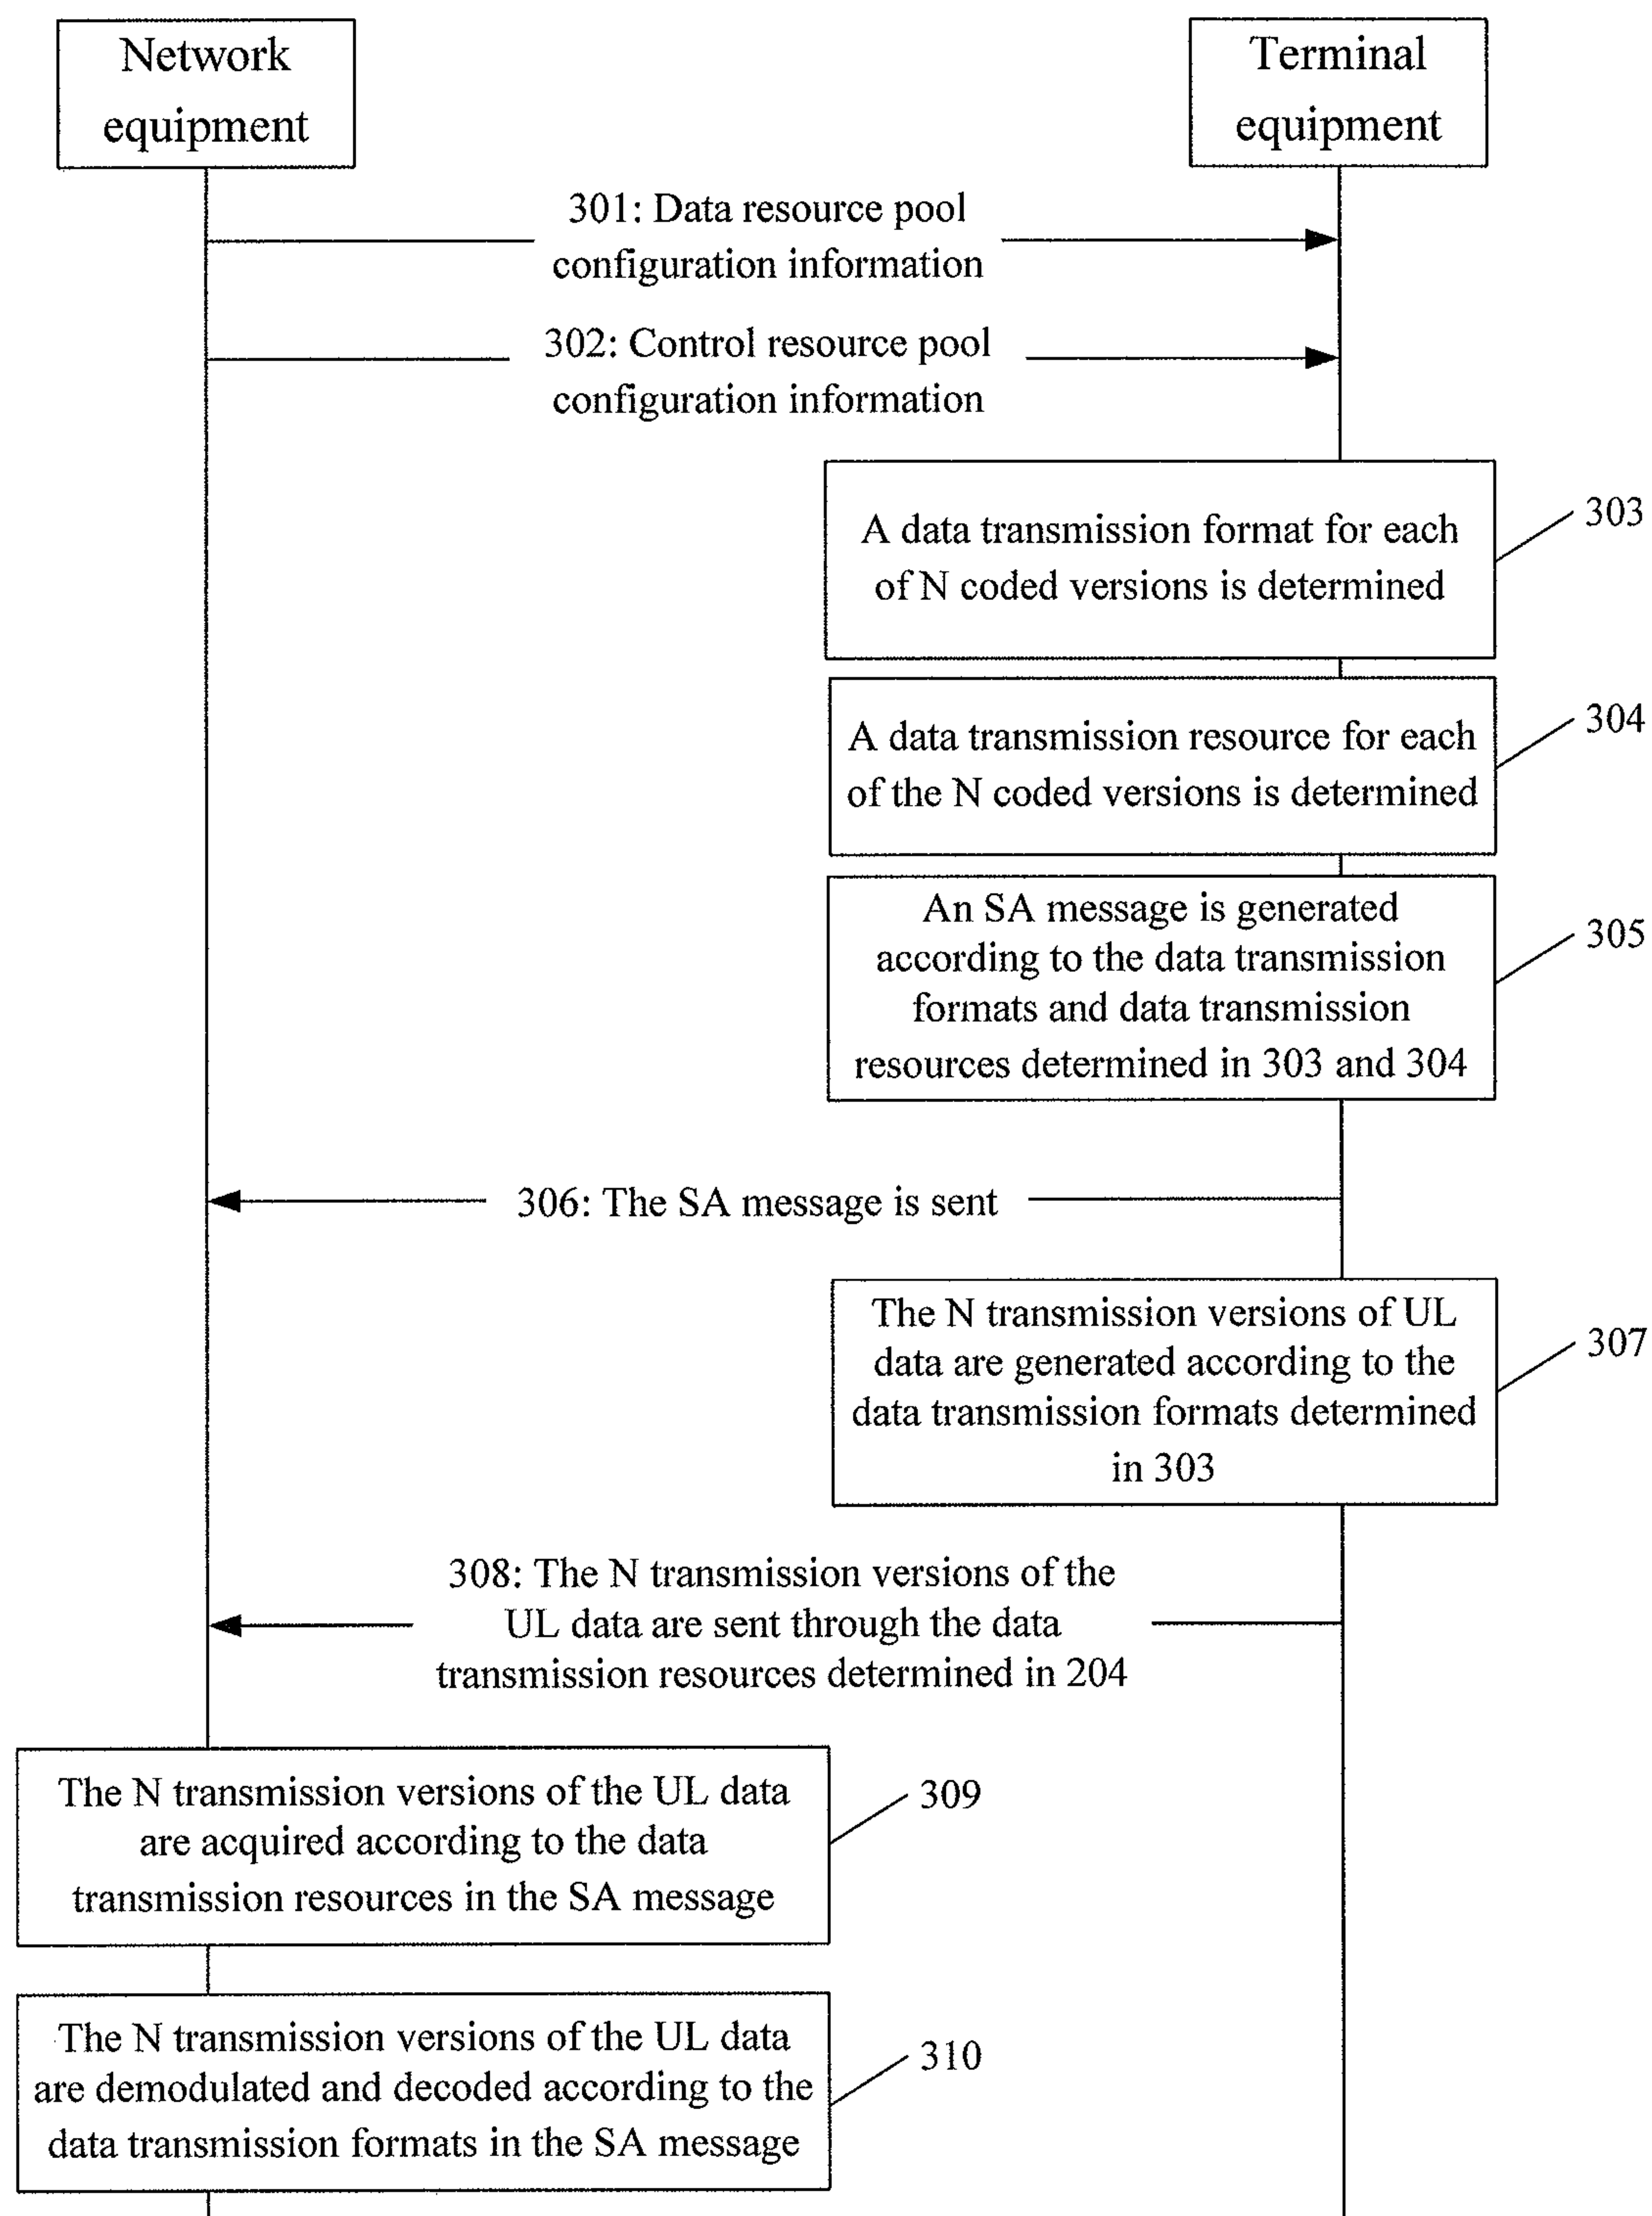 Network
equipment
Terminal
equipment
301: Data resource pool
configuration information
302: Control resource pool
configuration information
A data transmission format for each
of N coded versions is determined
303
A data transmission resource for each
of the N coded versions is determined
304
An SA message is generated
according to the data transmission
formats and data transmission
resources determined in 303 and 304
305
306: The SA message is sent
The N transmission versions of UL
data are generated according to the
data transmission formats determined
in 303
307
308: The N transmission versions of the
UL data are sent through the data
transmission resources determined in 204
The N transmission versions of the UL data
are acquired according to the data
transmission resources in the SA message
309
The N transmission versions of the UL data
are demodulated and decoded according to the
data transmission formats in the SA message
310